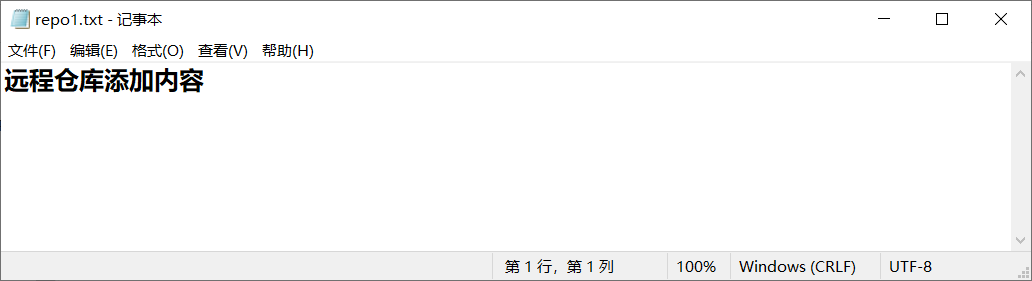 repo1.txt - 记事本
文件(F) 编辑(E) 格式(O) 查看(V) 帮助(H)
远程仓库添加内容
第 1 行，第 1 列 100% Windows (CRLF) UTF-8